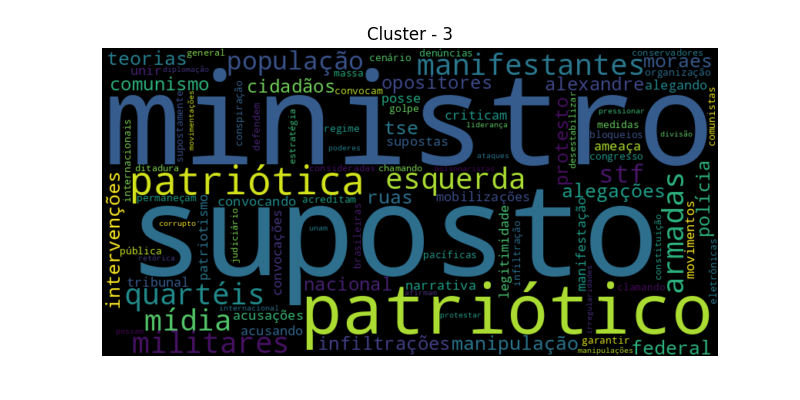 Cluster - 3
teorias
general
população
cenário
denúncias
manifestantes
conservadores
moraes
unir
diplomação
comunismo
cidadãos
massa
convocam
opositores
alexandre
organização
alegando
ministro
supostamente
movimentações
conspiração
defendem
estratégia
posse
golpe
regime
poderes
tse
supostas
criticam
liderança
ataques
protesto
desestabilizar
pressionar
medidas
bloqueios
ameaça
congresso
divisão
comunistas
internacionais
ditadura
permaneçam
patriótica
consideradas
chamando
acreditam
esquerda
stf
alegações
intervenções
corrupto
patriotismo
convocando
ruas
mobilizações
armadas
polícia
pública
retórica
suposto
judiciário
convocações
unam
brasileiras
pacíficas
legitimidade
infiltração
manifestação
constituição
movimentos
eletrônicas
tribunal
nacional
narrativa
afirmam
irregularidades
clamando
quartéis
internacional
patriótico
mídia
acusações
acusando
protestar
possam
militares
infiltrações
manipulação
garantir
manipulações
federal